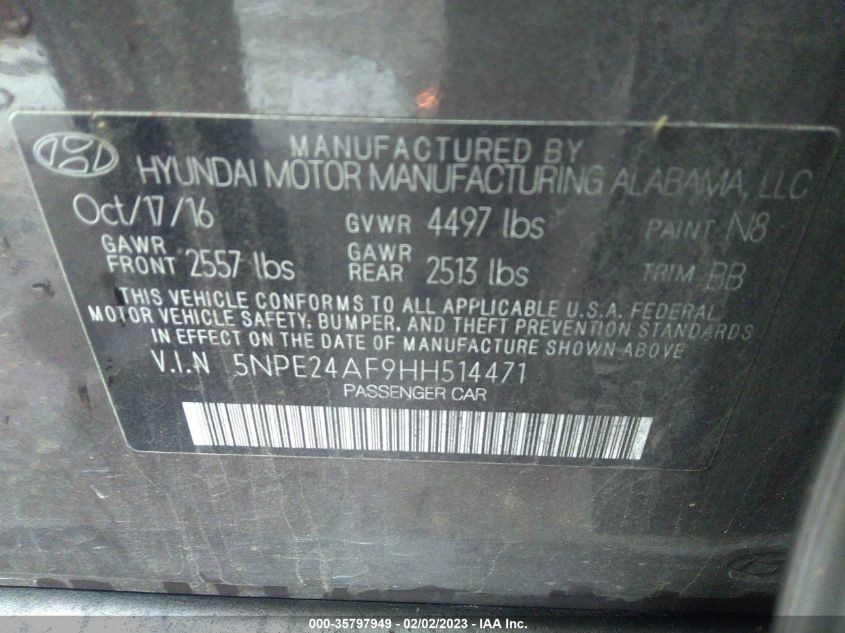 MANUFACTURED BY
HYUNDAI MOTOR MANUFACTURING ALABAMA, LLC
Oct/17/16 GVWR 4497 lbs PAINT N8
GAWR FRONT 2557 lbs GAWR REAR 2513 lbs TRIM BB
THIS VEHICLE CONFORMS TO ALL APPLICABLE U.S.A. FEDERAL
MOTOR VEHICLE SAFETY, BUMPER, AND THEFT PREVENTION STANDARDS
IN EFFECT ON THE DATE OF MANUFACTURE SHOWN ABOVE
V.I.N 5NPE24AF9HH514471
PASSENGER CAR
000-35797949 - 02/02/2023 - IAA Inc.